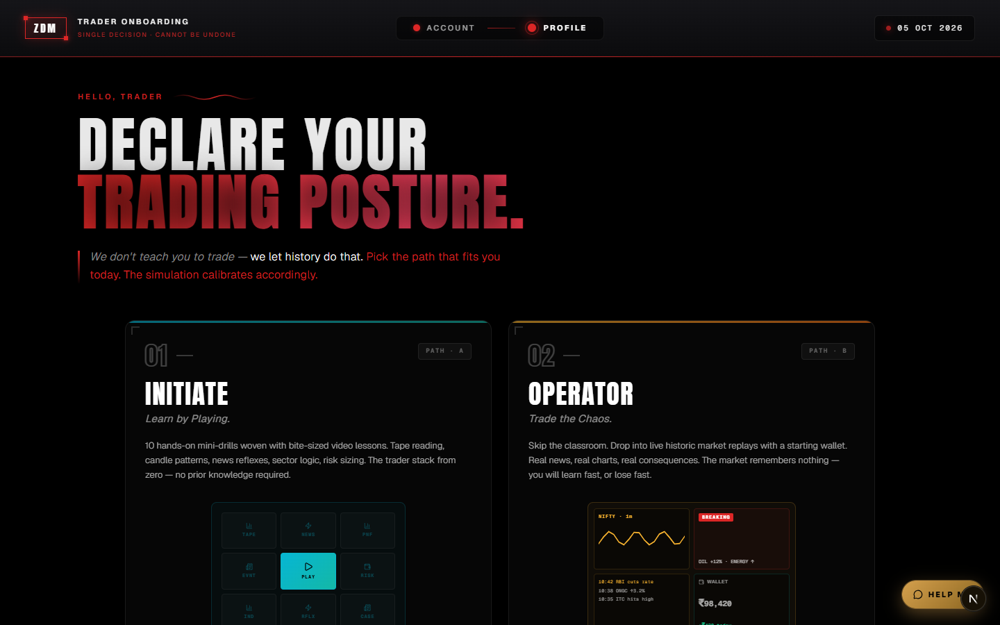 ZDM
TRADER ONBOARDING
SINGLE DECISION · CANNOT BE UNDONE
ACCOUNT
PROFILE
05 OCT 2026
HELLO, TRADER
DECLARE YOUR
TRADING POSTURE.
We don't teach you to trade — we let history do that. Pick the path that fits you
today. The simulation calibrates accordingly.
01 —
PATH · A
INITIATE
Learn by Playing.
10 hands-on mini-drills woven with bite-sized video lessons. Tape reading,
candle patterns, news reflexes, sector logic, risk sizing. The trader stack from
zero — no prior knowledge required.
TAPE
NEWS
PNF
EVNT
PLAY
RISK
IND
RFLX
CASE
02 —
PATH · B
OPERATOR
Trade the Chaos.
Skip the classroom. Drop into live historic market replays with a starting wallet.
Real news, real charts, real consequences. The market remembers nothing —
you will learn fast, or lose fast.
NIFTY · 1m
BREAKING
OIL +12% · ENERGY ↑
10:42 RBI cuts rate
10:38 ONGC +3.2%
10:35 ITC hits high
WALLET
₹98,420
HELP
N